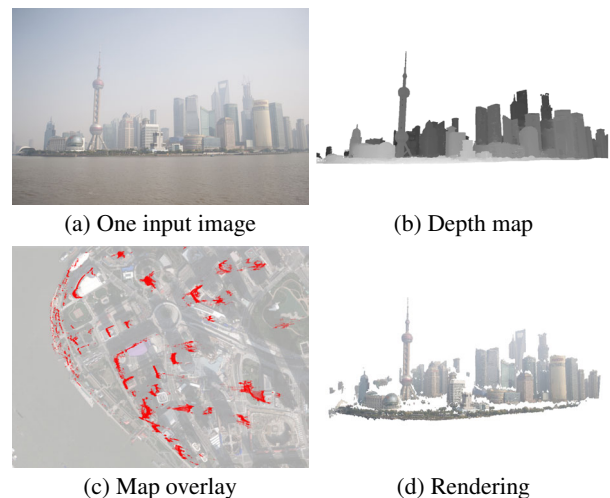 (a) One input image
(b) Depth map
(c) Map overlay
(d) Rendering